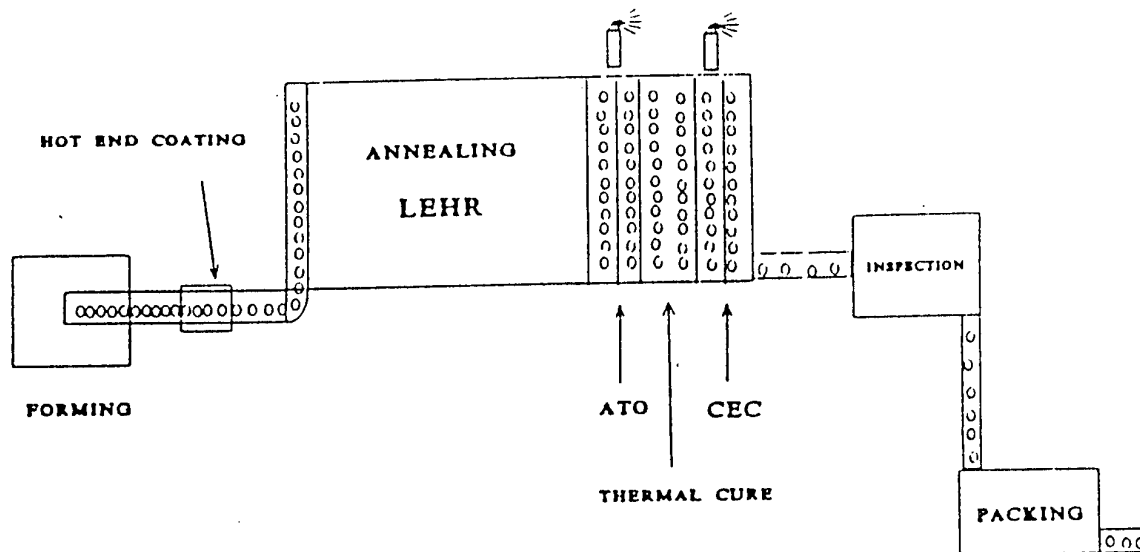 HOT END COATING
ANNEALING
LEHR
INSPECTION
FORMING
ATO
CEC
THERMAL CURE
PACKING